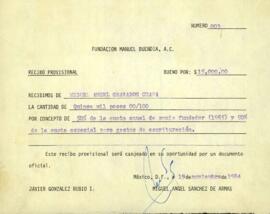 NUMERO 003
FUNDACION MANUEL BUENDIA, A.C.
RECIBO PROVISIONAL
BUENO POR: $15,000.00
RECIBIMOS DE MIGUEL ANGEL GRANADOS CHAPA
LA CANTIDAD DE Quince mil pesos 00/100
POR CONCEPTO DE 50% de la cuota anual de socio fundador (1985) y 50%
de la cuota especial para gastos de escrituración.
Este recibo provisional será canjeado en su oportunidad por un documento
oficial.
México, D.F., a 19 de noviembre de 1984
JAVIER GONZALEZ RUBIO I.
MIGUEL ANGEL SANCHEZ DE ARMAS